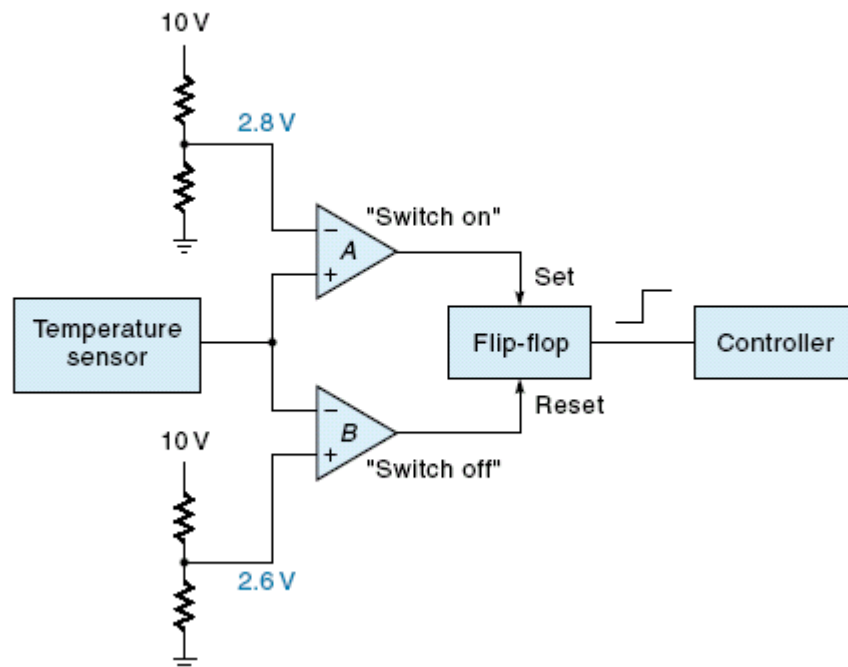 10 V
2.8 V
"Switch on"
−
A
+
Set
Temperature
sensor
Flip-flop
Controller
−
B
+
Reset
10 V
"Switch off"
2.6 V